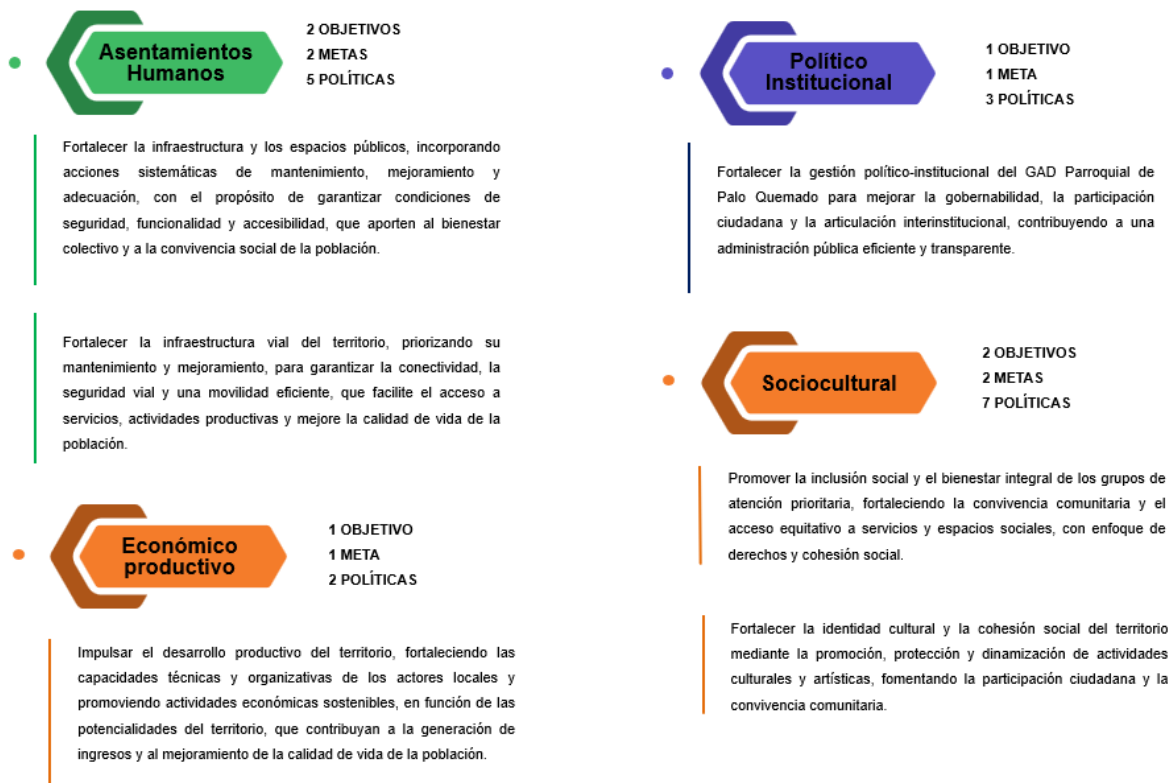 Asentamientos
Humanos
2 OBJETIVOS
2 METAS
5 POLÍTICAS
Fortalecer la infraestructura y los espacios públicos, incorporando
acciones sistemáticas de mantenimiento, mejoramiento y
adecuación, con el propósito de garantizar condiciones de
seguridad, funcionalidad y accesibilidad, que aporten al bienestar
colectivo y a la convivencia social de la población.
Fortalecer la infraestructura vial del territorio, priorizando su
mantenimiento y mejoramiento, para garantizar la conectividad, la
seguridad vial y una movilidad eficiente, que facilite el acceso a
servicios, actividades productivas y mejore la calidad de vida de la
población.
Económico
productivo
1 OBJETIVO
1 META
2 POLÍTICAS
Impulsar el desarrollo productivo del territorio, fortaleciendo las
capacidades técnicas y organizativas de los actores locales y
promoviendo actividades económicas sostenibles, en función de las
potencialidades del territorio, que contribuyan a la generación de
ingresos y al mejoramiento de la calidad de vida de la población.
Político
Institucional
1 OBJETIVO
1 META
3 POLÍTICAS
Fortalecer la gestión político-institucional del GAD Parroquial de
Palo Quemado para mejorar la gobernabilidad, la participación
ciudadana y la articulación interinstitucional, contribuyendo a una
administración pública eficiente y transparente.
Sociocultural
2 OBJETIVOS
2 METAS
7 POLÍTICAS
Promover la inclusión social y el bienestar integral de los grupos de
atención prioritaria, fortaleciendo la convivencia comunitaria y el
acceso equitativo a servicios y espacios sociales, con enfoque de
derechos y cohesión social.
Fortalecer la identidad cultural y la cohesión social del territorio
mediante la promoción, protección y dinamización de actividades
culturales y artísticas, fomentando la participación ciudadana y la
convivencia comunitaria.